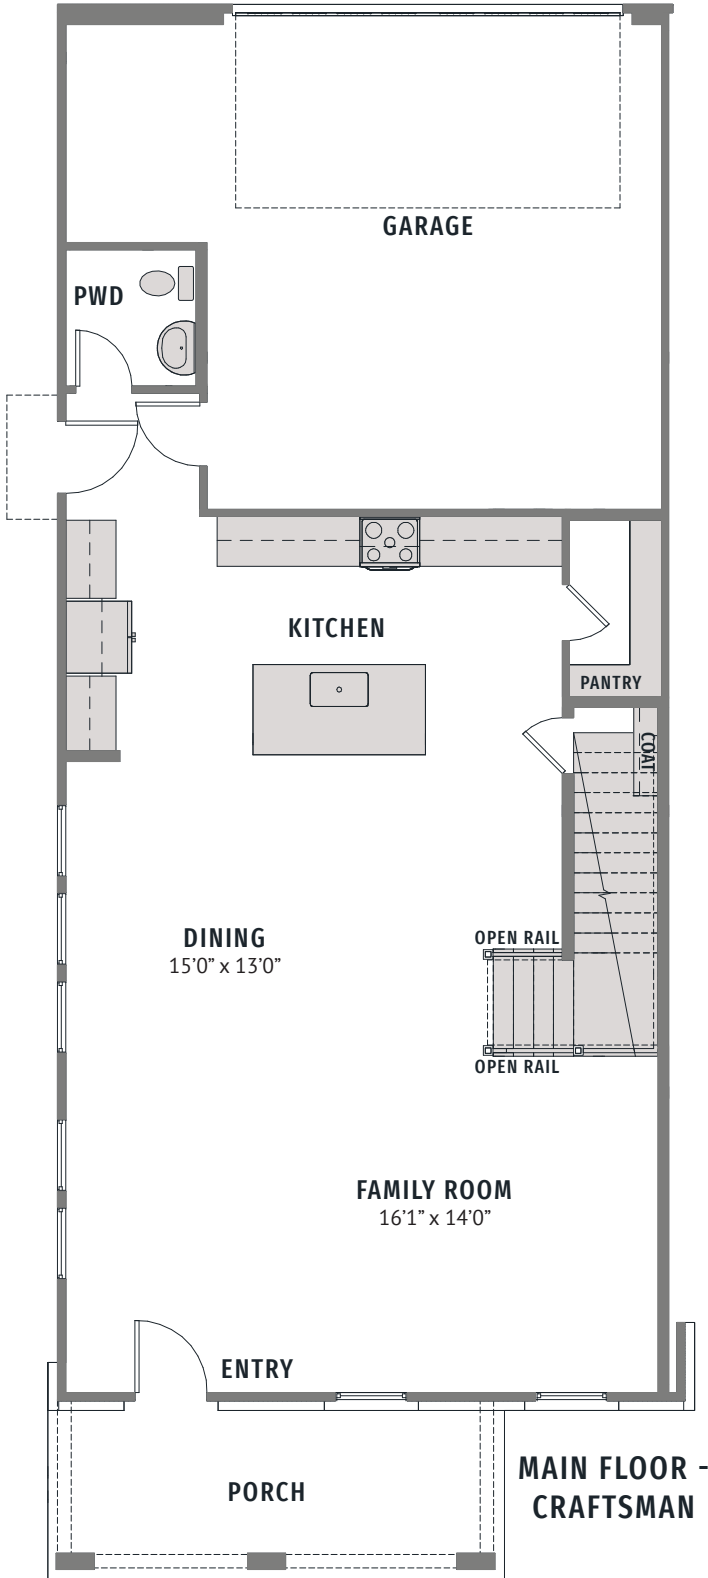 GARAGE
PWD
KITCHEN
PANTRY
COAT
DINING
15’0” x 13’0”
OPEN RAIL
OPEN RAIL
FAMILY ROOM
16’1” x 14’0”
ENTRY
PORCH
MAIN FLOOR -
CRAFTSMAN